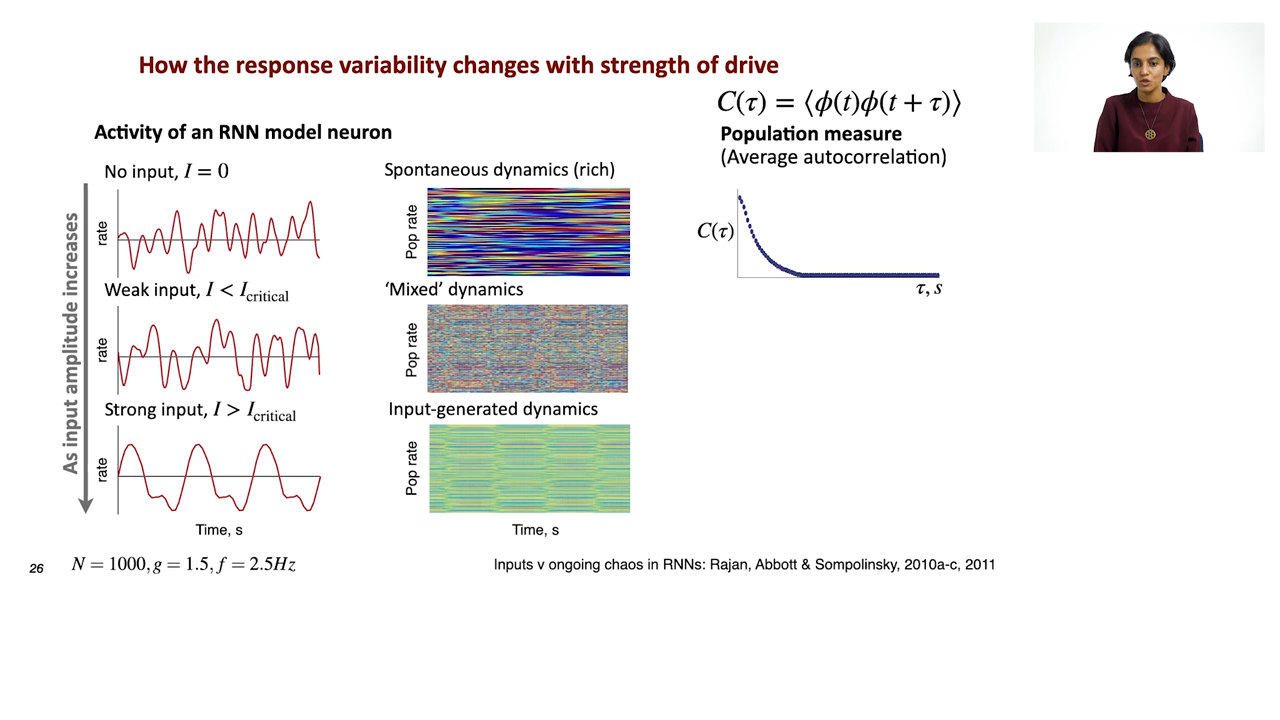 How the response variability changes with strength of drive
C(τ) = ⟨ϕ(t)ϕ(t + τ)⟩
Activity of an RNN model neuron
Population measure
(Average autocorrelation)
As input amplitude increases
No input, I = 0
rate
Spontaneous dynamics (rich)
Pop rate
C(τ)
τ, s
Weak input, I < Icritical
rate
'Mixed' dynamics
Pop rate
Strong input, I > Icritical
rate
Input-generated dynamics
Pop rate
Time, s
Time, s
26
N = 1000, g = 1.5, f = 2.5Hz
Inputs v ongoing chaos in RNNs: Rajan, Abbott & Sompolinsky, 2010a-c, 2011